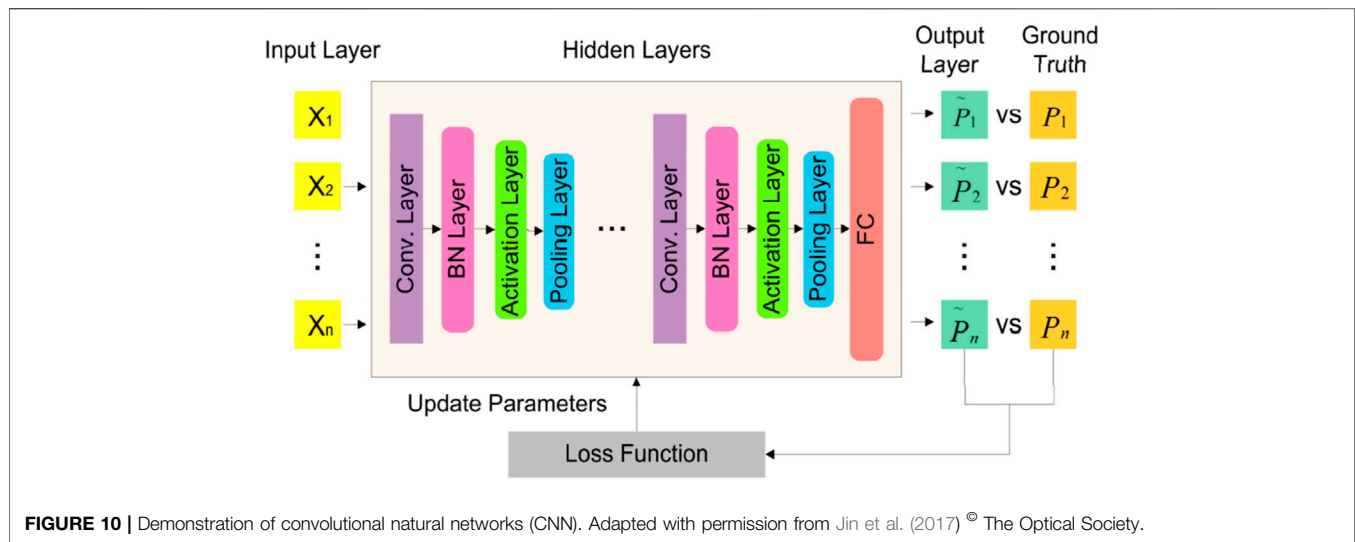 Input Layer
Hidden Layers
Output Layer
Ground Truth
X1
X2
⋮
Xn
Conv. Layer
BN Layer
Activation Layer
Pooling Layer
...
Conv. Layer
BN Layer
Activation Layer
Pooling Layer
FC
P̃1 vs P1
P̃2 vs P2
⋮ ⋮
P̃n vs Pn
Update Parameters
Loss Function
FIGURE 10 | Demonstration of convolutional natural networks (CNN). Adapted with permission from Jin et al. (2017) © The Optical Society.